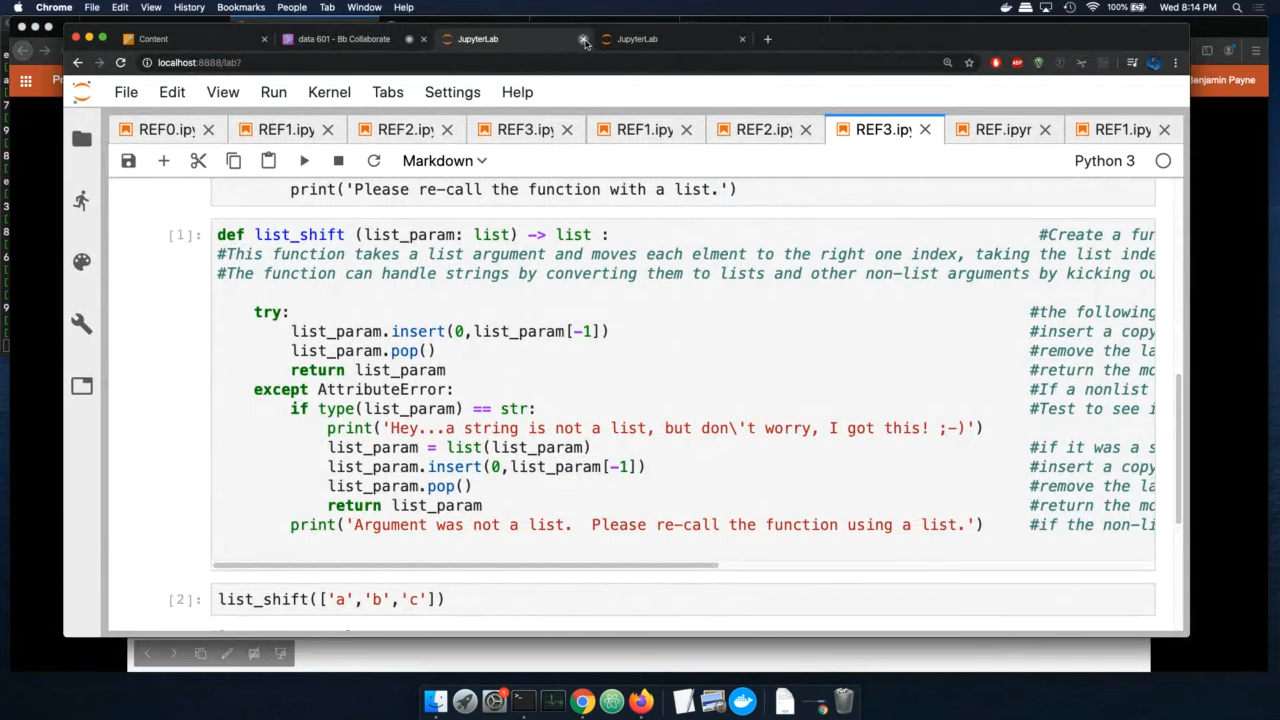 Chrome File Edit View History Bookmarks People Tab Window Help 100% Wed 8:14 PM
Content data 601 - Bb Collaborate JupyterLab JupyterLab
localhost:8888/lab?
Benjamin Payne
File Edit View Run Kernel Tabs Settings Help
REF0.ipy REF1.ipy REF2.ipy REF3.ipy REF1.ipy REF2.ipy REF3.ipy REF.ipyr REF1.ipy
Markdown Python 3
print('Please re-call the function with a list.')
[1]: def list_shift (list_param: list) -> list : #Create a fun
#This function takes a list argument and moves each elment to the right one index, taking the list inde
#The function can handle strings by converting them to lists and other non-list arguments by kicking ou
try: #the following
list_param.insert(0,list_param[-1]) #insert a copy
list_param.pop() #remove the la
return list_param #return the mo
except AttributeError: #If a nonlist
if type(list_param) == str: #Test to see i
print('Hey...a string is not a list, but don\'t worry, I got this! ;-)')
list_param = list(list_param) #if it was a s
list_param.insert(0,list_param[-1]) #insert a copy
list_param.pop() #remove the la
return list_param
print('Argument was not a list.  Please re-call the function using a list.') #if the non-li
[2]: list_shift(['a','b','c'])